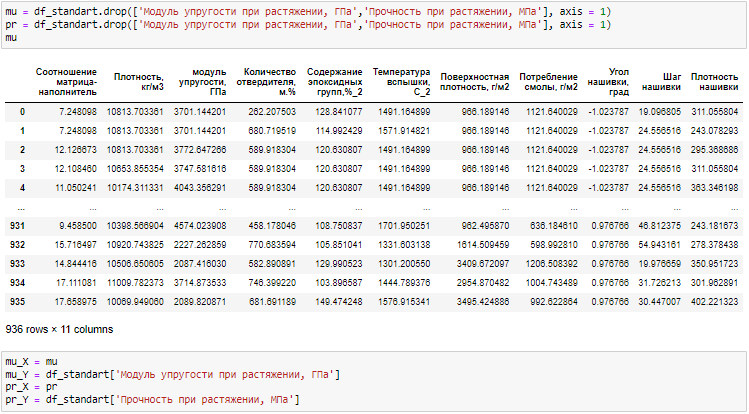 mu = df_standart.drop(['Модуль упругости при растяжении, ГПа','Прочность при растяжении, МПа'], axis = 1)
pr = df_standart.drop(['Модуль упругости при растяжении, ГПа','Прочность при растяжении, МПа'], axis = 1)
mu
Соотношение матрица-наполнитель Плотность, кг/м3 модуль упругости, ГПа Количество отвердителя, м.% Содержание эпоксидных групп,%_2 Температура вспышки, С_2 Поверхностная плотность, г/м2 Потребление смолы, г/м2 Угол нашивки, град Шаг нашивки Плотность нашивки
0 7.248098 10813.703361 3701.144201 262.207503 128.841077 1491.164899 966.189146 1121.640029 -1.023787 19.096805 311.055804
1 7.248098 10813.703361 3701.144201 680.719519 114.992429 1571.914821 966.189146 1121.640029 -1.023787 24.556516 243.078293
2 12.126673 10813.703361 3772.647266 589.918304 120.630807 1491.164899 966.189146 1121.640029 -1.023787 24.556516 295.368686
3 12.108460 10653.855354 3747.581616 589.918304 120.630807 1491.164899 966.189146 1121.640029 -1.023787 24.556516 311.055804
4 11.050241 10174.311331 4043.356291 589.918304 120.630807 1491.164899 966.189146 1121.640029 -1.023787 24.556516 363.346198
... ... ... ... ... ... ... ... ... ... ... ...
931 9.458500 10398.566904 4574.023908 458.178046 108.750837 1701.950251 962.495870 636.184610 0.976766 46.812375 243.181673
932 15.716497 10920.743825 2227.262859 770.683594 105.851041 1331.603138 1614.509459 598.992810 0.976766 54.943161 278.378438
933 14.844416 10506.650605 2087.416030 582.890891 129.990523 1301.200550 3409.672097 1206.508392 0.976766 19.976659 350.951723
934 17.111081 11009.782373 3714.873533 746.399220 103.896587 1444.789376 2954.870482 1004.743489 0.976766 31.726213 301.962891
935 17.658975 10069.949060 2089.820871 681.691189 149.474248 1576.915341 3495.424886 992.622864 0.976766 30.447007 402.221323
936 rows × 11 columns
mu_X = mu
mu_Y = df_standart['Модуль упругости при растяжении, ГПа']
pr_X = pr
pr_Y = df_standart['Прочность при растяжении, МПа']